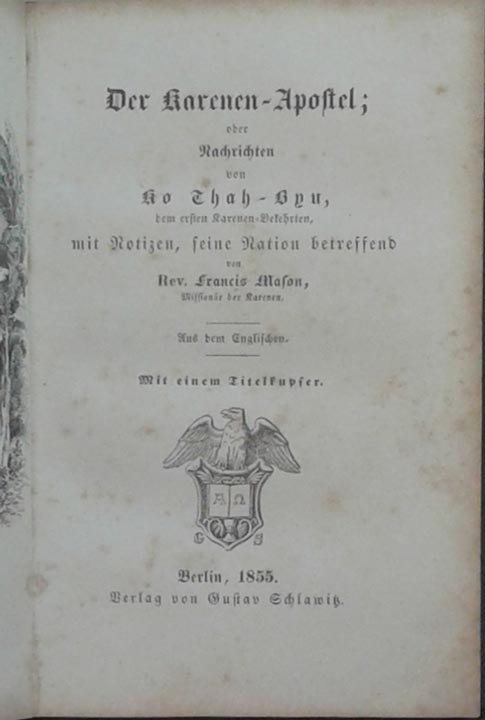 Der Karenen-Apostel;
oder
Nachrichten
von
Ko Thah-Byu,
dem ersten Karenen-Bekehrten,
mit Notizen, seine Nation betreffend
von
Rev. Francis Mason,
Missionär der Karenen.
Aus dem Englischen.
Mit einem Titelkupfer.
Α Ω
G S
Berlin, 1855.
Verlag von Gustav Schlawitz.